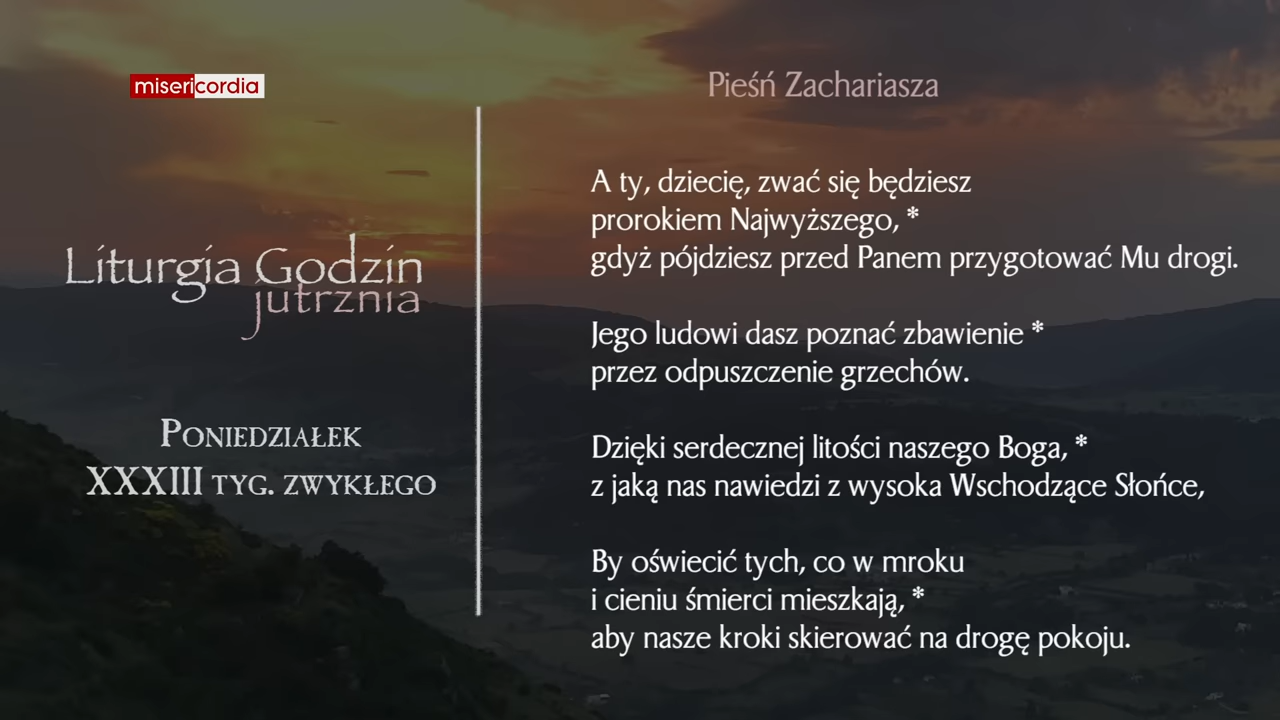 misericordia
Liturgia Godzin
jutrznia
Poniedziałek
XXXIII tyg. zwykłego
Pieśń Zachariasza
A ty, dziecię, zwać się będziesz
prorokiem Najwyższego, *
gdyż pójdziesz przed Panem przygotować Mu drogi.
Jego ludowi dasz poznać zbawienie *
przez odpuszczenie grzechów.
Dzięki serdecznej litości naszego Boga, *
z jaką nas nawiedzi z wysoka Wschodzące Słońce,
By oświecić tych, co w mroku
i cieniu śmierci mieszkają, *
aby nasze kroki skierować na drogę pokoju.